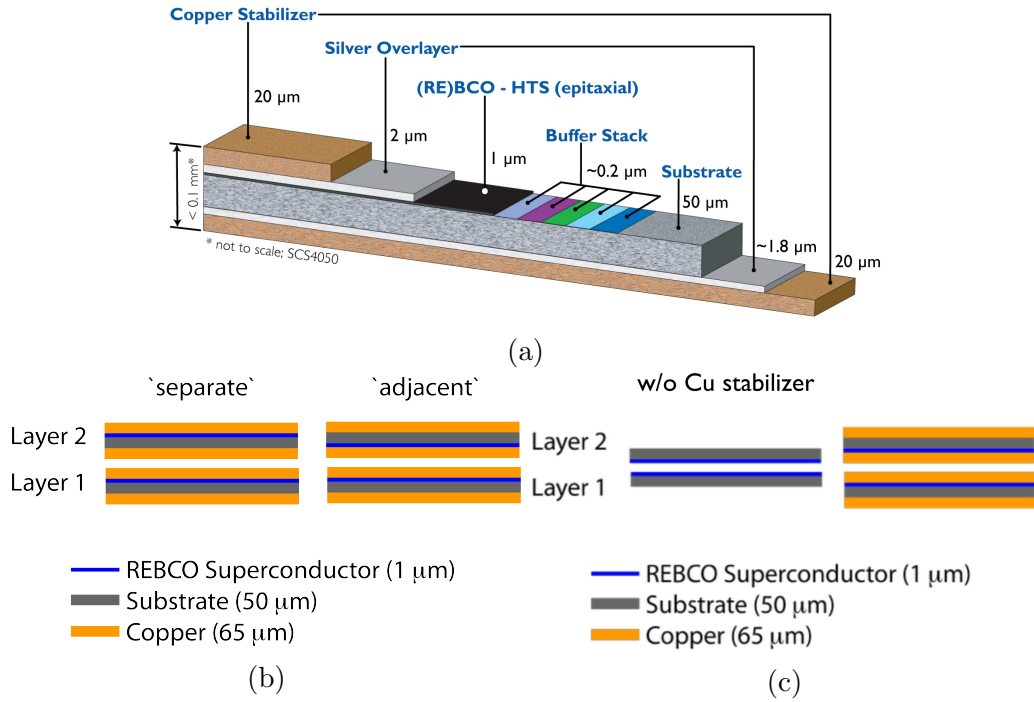 Copper Stabilizer
Silver Overlayer
(RE)BCO - HTS (epitaxial)
20 μm
Buffer Stack
2 μm
1 μm
~0.2 μm
Substrate
50 μm
< 0.1 mm*
~1.8 μm
20 μm
* not to scale; SCS4050
(a)
`separate`
`adjacent`
w/o Cu stabilizer
Layer 2
Layer 2
Layer 1
Layer 1
REBCO Superconductor (1 μm)
Substrate (50 μm)
Copper (65 μm)
REBCO Superconductor (1 μm)
Substrate (50 μm)
Copper (65 μm)
(b)
(c)